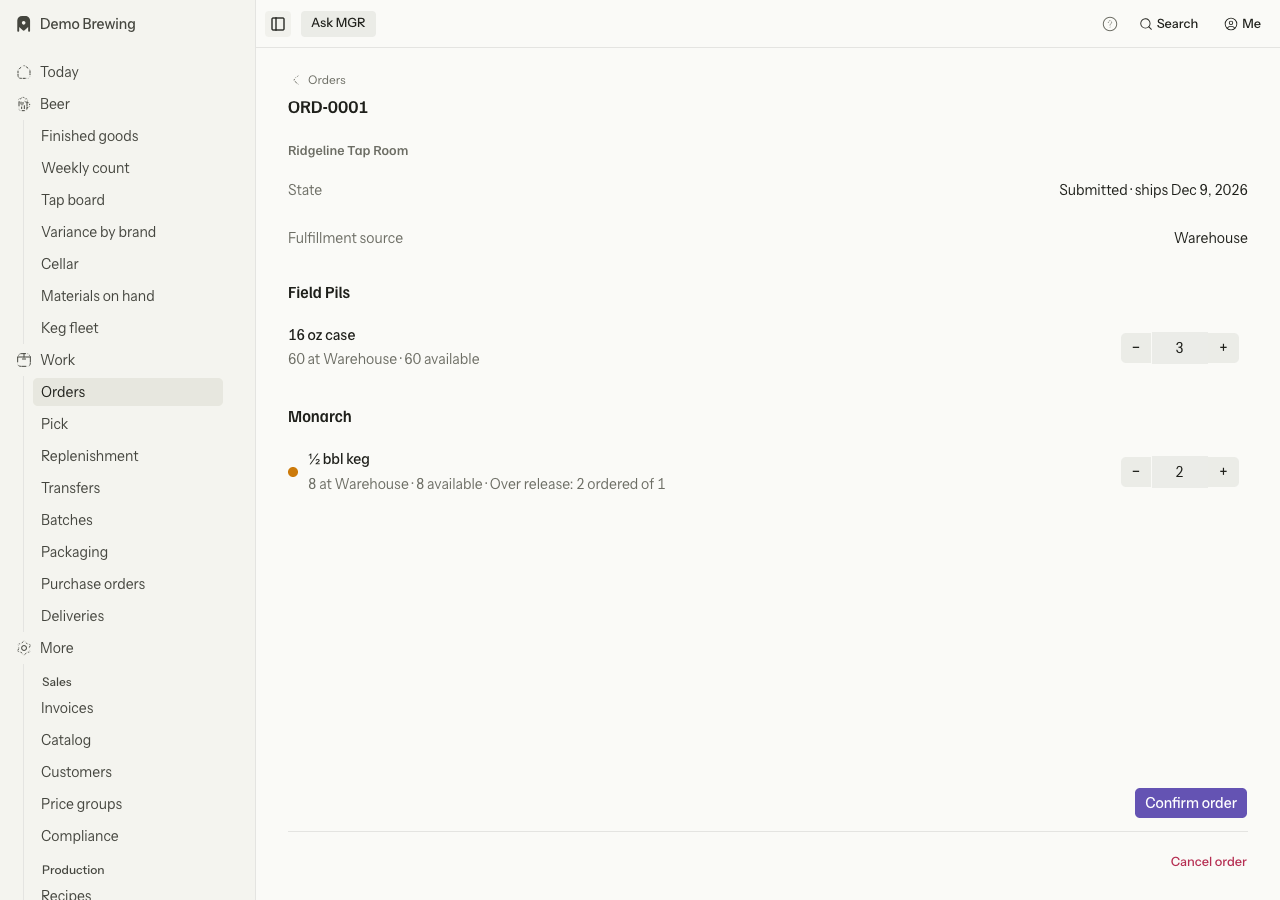 Demo Brewing
Ask MGR
Search
Me
Today
Beer
Finished goods
Weekly count
Tap board
Variance by brand
Cellar
Materials on hand
Keg fleet
Work
Orders
Pick
Replenishment
Transfers
Batches
Packaging
Purchase orders
Deliveries
More
Sales
Invoices
Catalog
Customers
Price groups
Compliance
Production
Recipes
Orders
ORD-0001
Ridgeline Tap Room
State
Submitted · ships Dec 9, 2026
Fulfillment source
Warehouse
Field Pils
16 oz case
60 at Warehouse · 60 available
− 3 +
Monarch
½ bbl keg
8 at Warehouse · 8 available · Over release: 2 ordered of 1
− 2 +
Confirm order
Cancel order